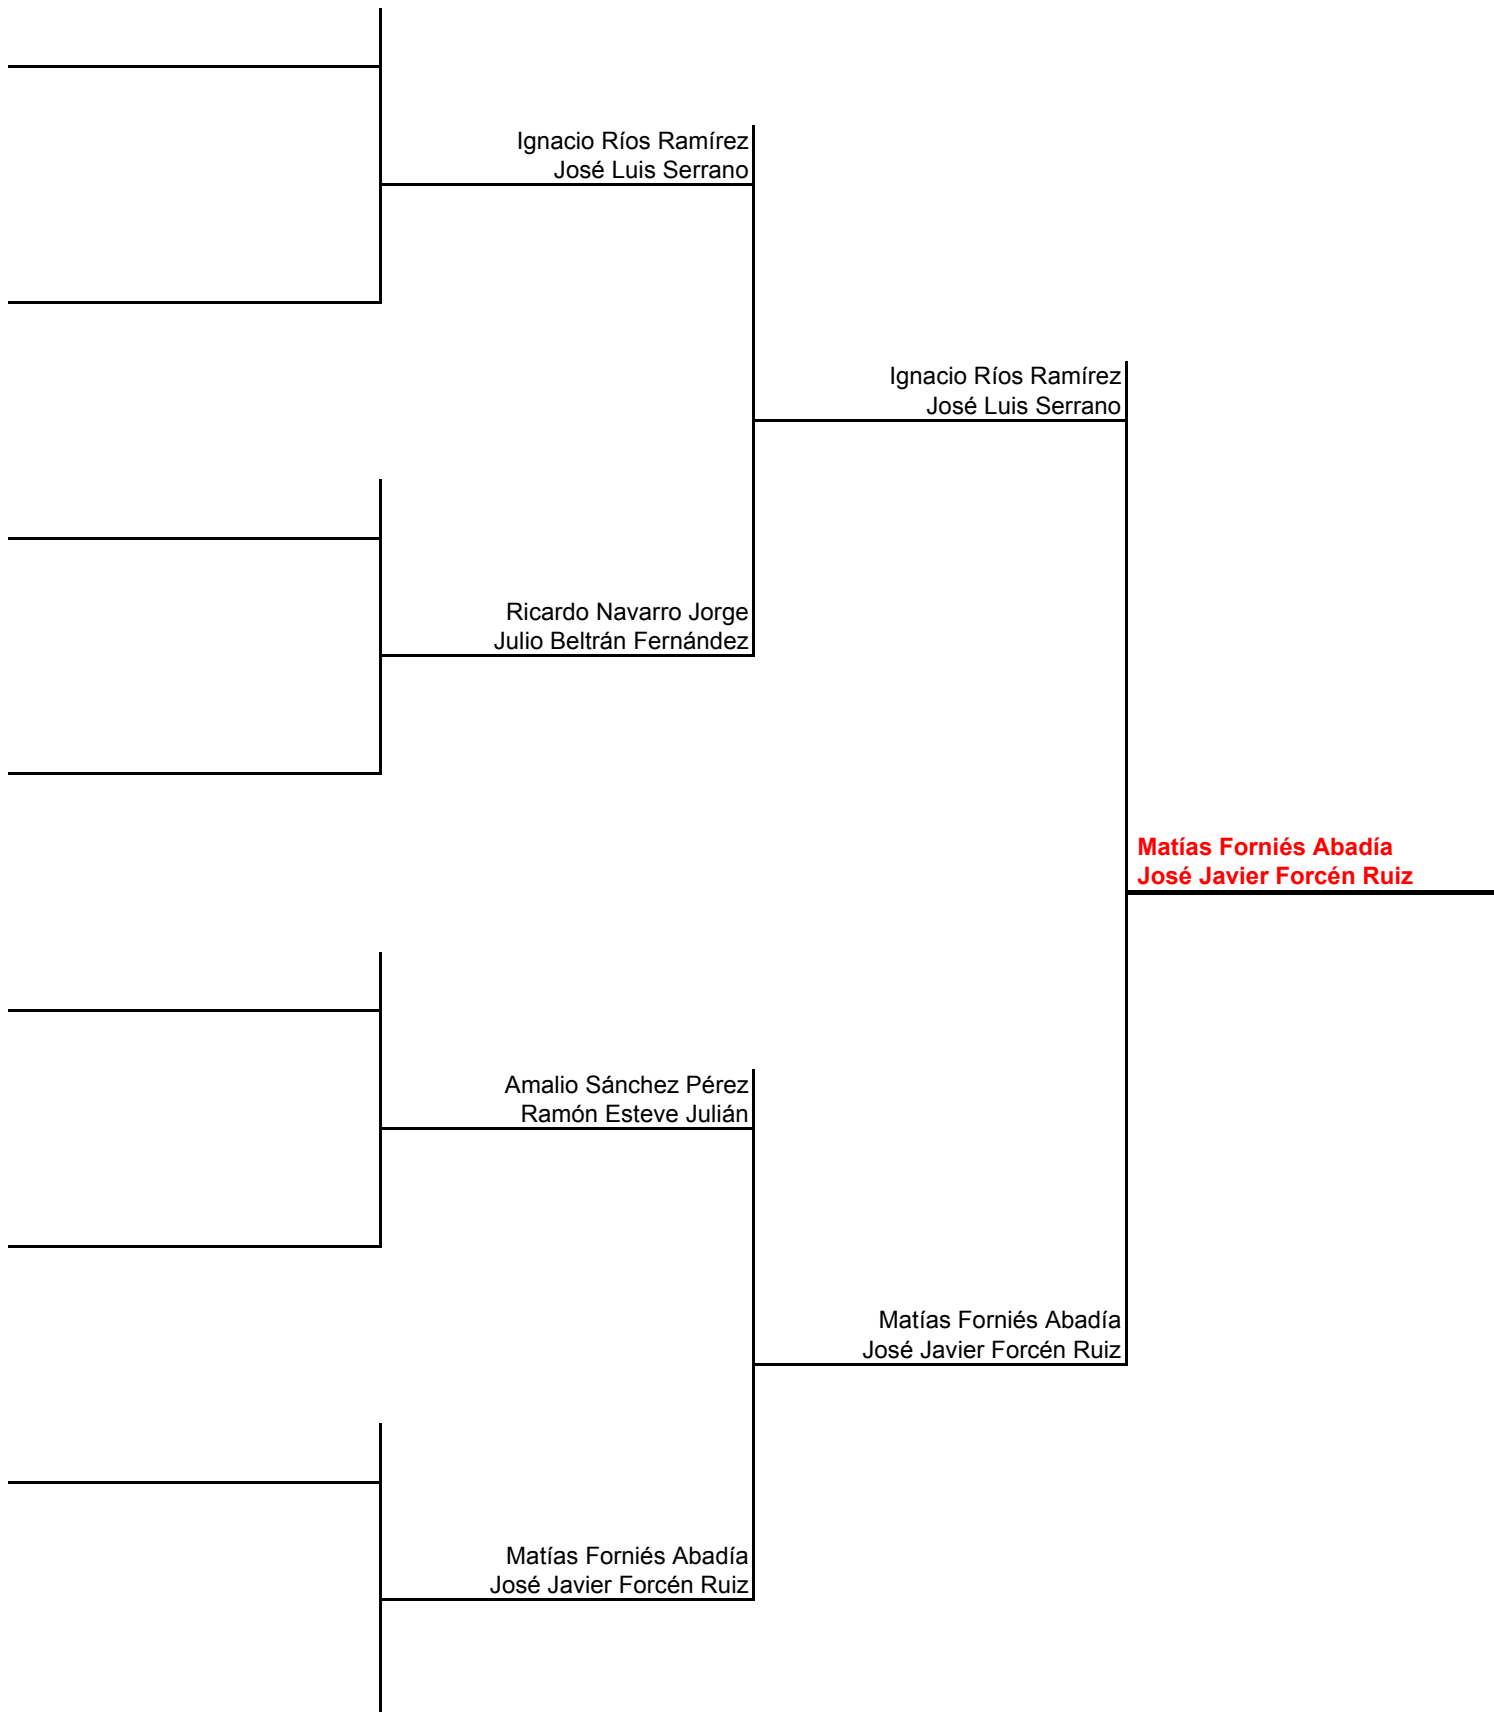 Ignacio Ríos Ramírez
José Luis Serrano
Ignacio Ríos Ramírez
José Luis Serrano
Ricardo Navarro Jorge
Julio Beltrán Fernández
Matías Forniés Abadía
José Javier Forcén Ruiz
Amalio Sánchez Pérez
Ramón Esteve Julián
Matías Forniés Abadía
José Javier Forcén Ruiz
Matías Forniés Abadía
José Javier Forcén Ruiz